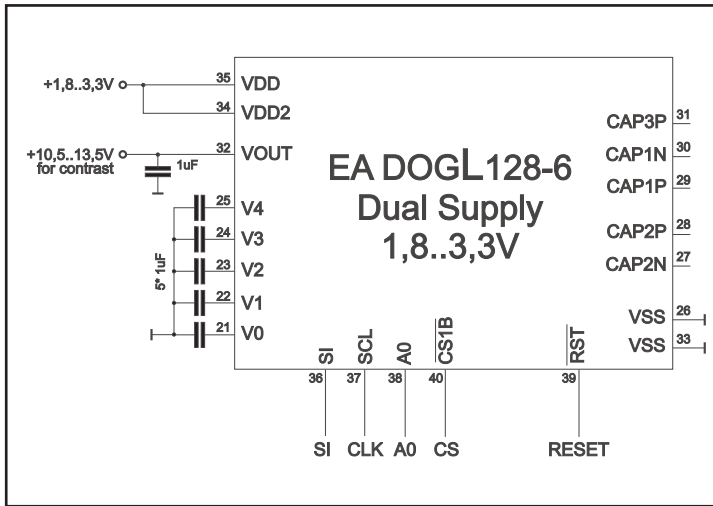 +1,8..3,3V
35 VDD
34 VDD2
+10,5..13,5V
for contrast
1uF
32 VOUT
25 V4
24 V3
23 V2
22 V1
21 V0
5* 1uF
EA DOGL128-6
Dual Supply
1,8..3,3V
CAP3P 31
CAP1N 30
CAP1P 29
CAP2P 28
CAP2N 27
VSS 26
VSS 33
SI SCL A0 CS1B RST
36 37 38 40 39
SI CLK A0 CS RESET